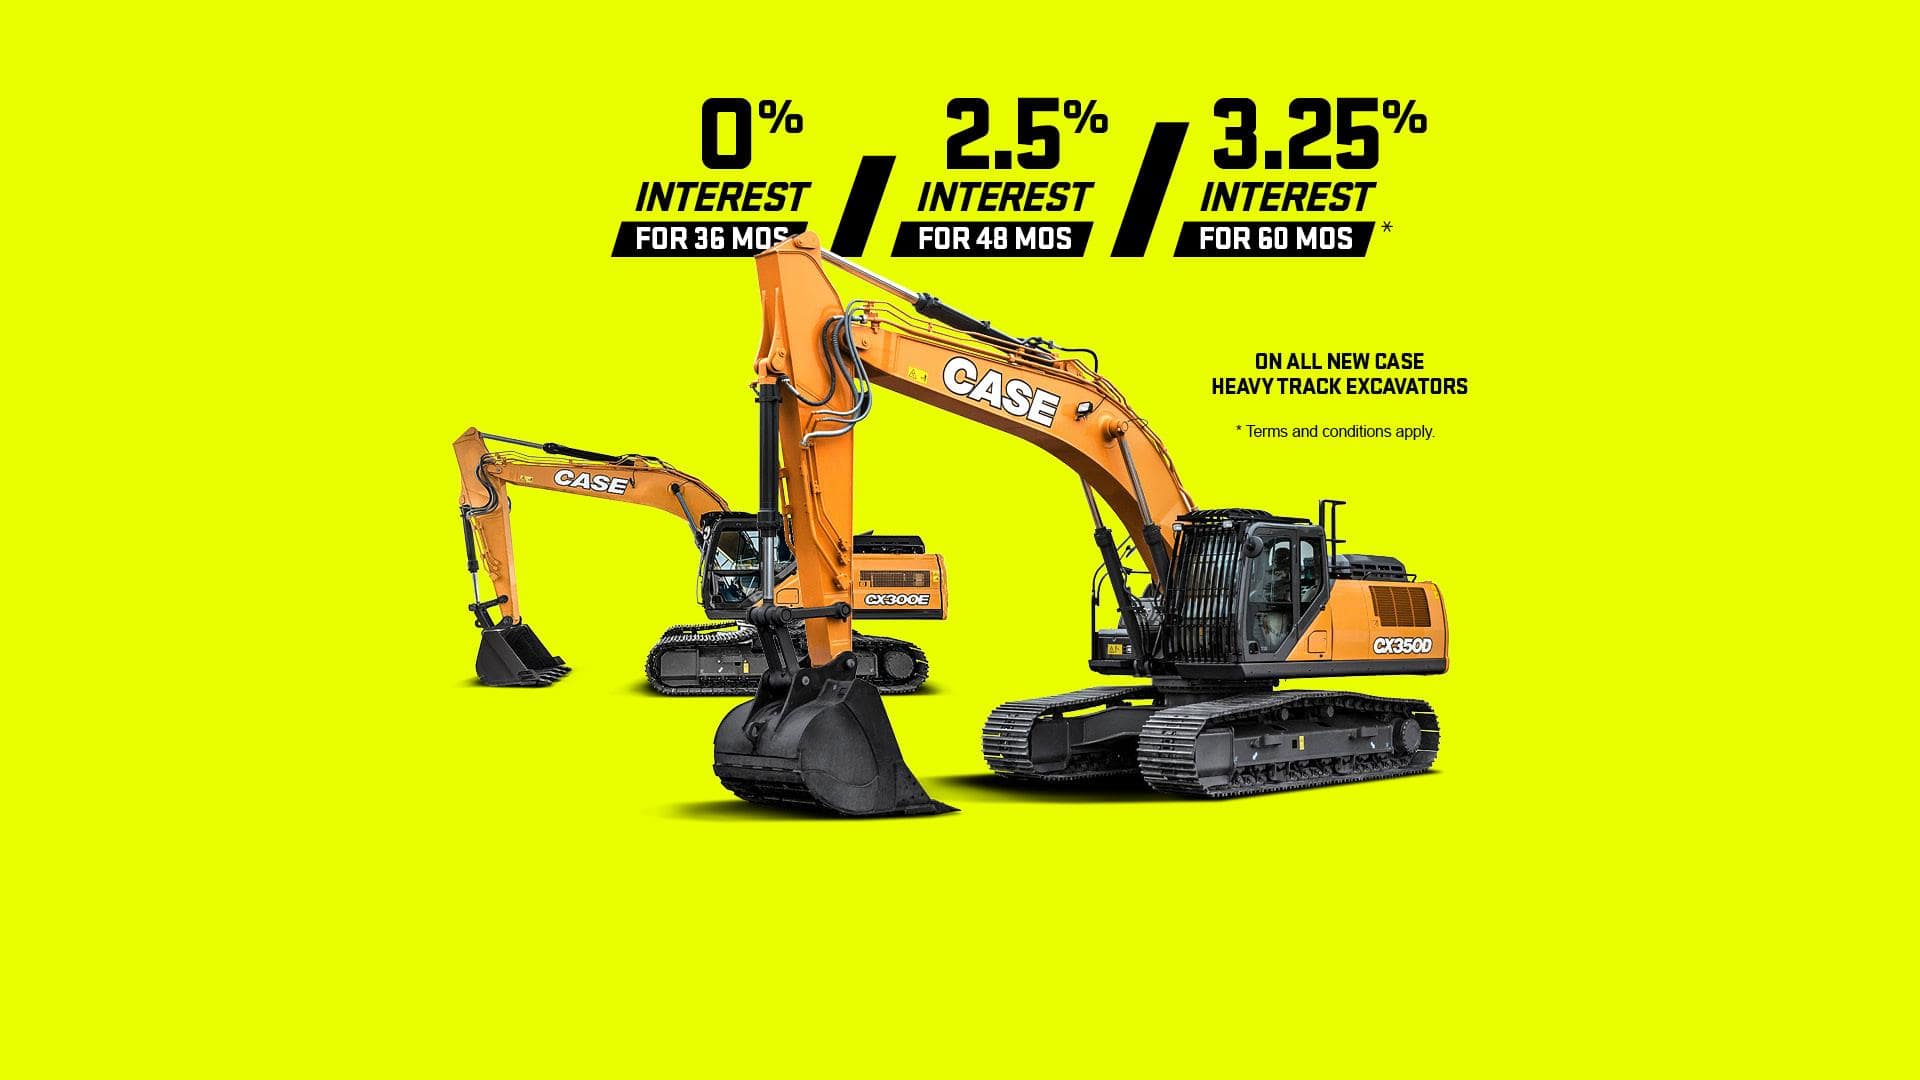 0%
INTEREST
FOR 36 MOS
2.5%
INTEREST
FOR 48 MOS
3.25%
INTEREST
FOR 60 MOS *
ON ALL NEW CASE
HEAVY TRACK EXCAVATORS
* Terms and conditions apply.
CASE
CASE
CX300E
CX350D